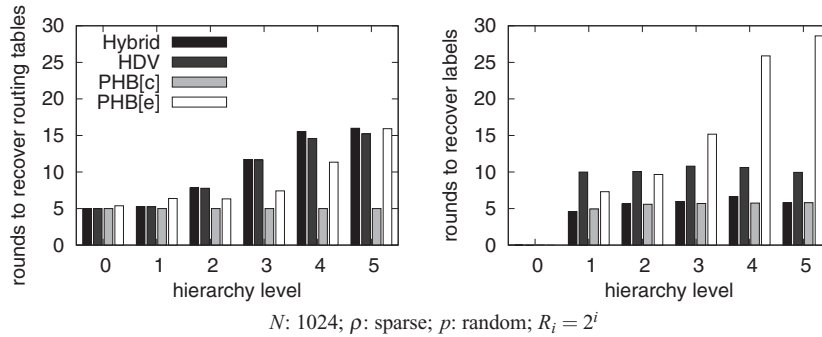 rounds to recover routing tables
30
25
20
15
10
5
0
Hybrid
HDV
PHB[c]
PHB[e]
0 1 2 3 4 5
hierarchy level
rounds to recover labels
30
25
20
15
10
5
0
0 1 2 3 4 5
hierarchy level
N: 1024; ρ: sparse; p: random; Rᵢ = 2ⁱ